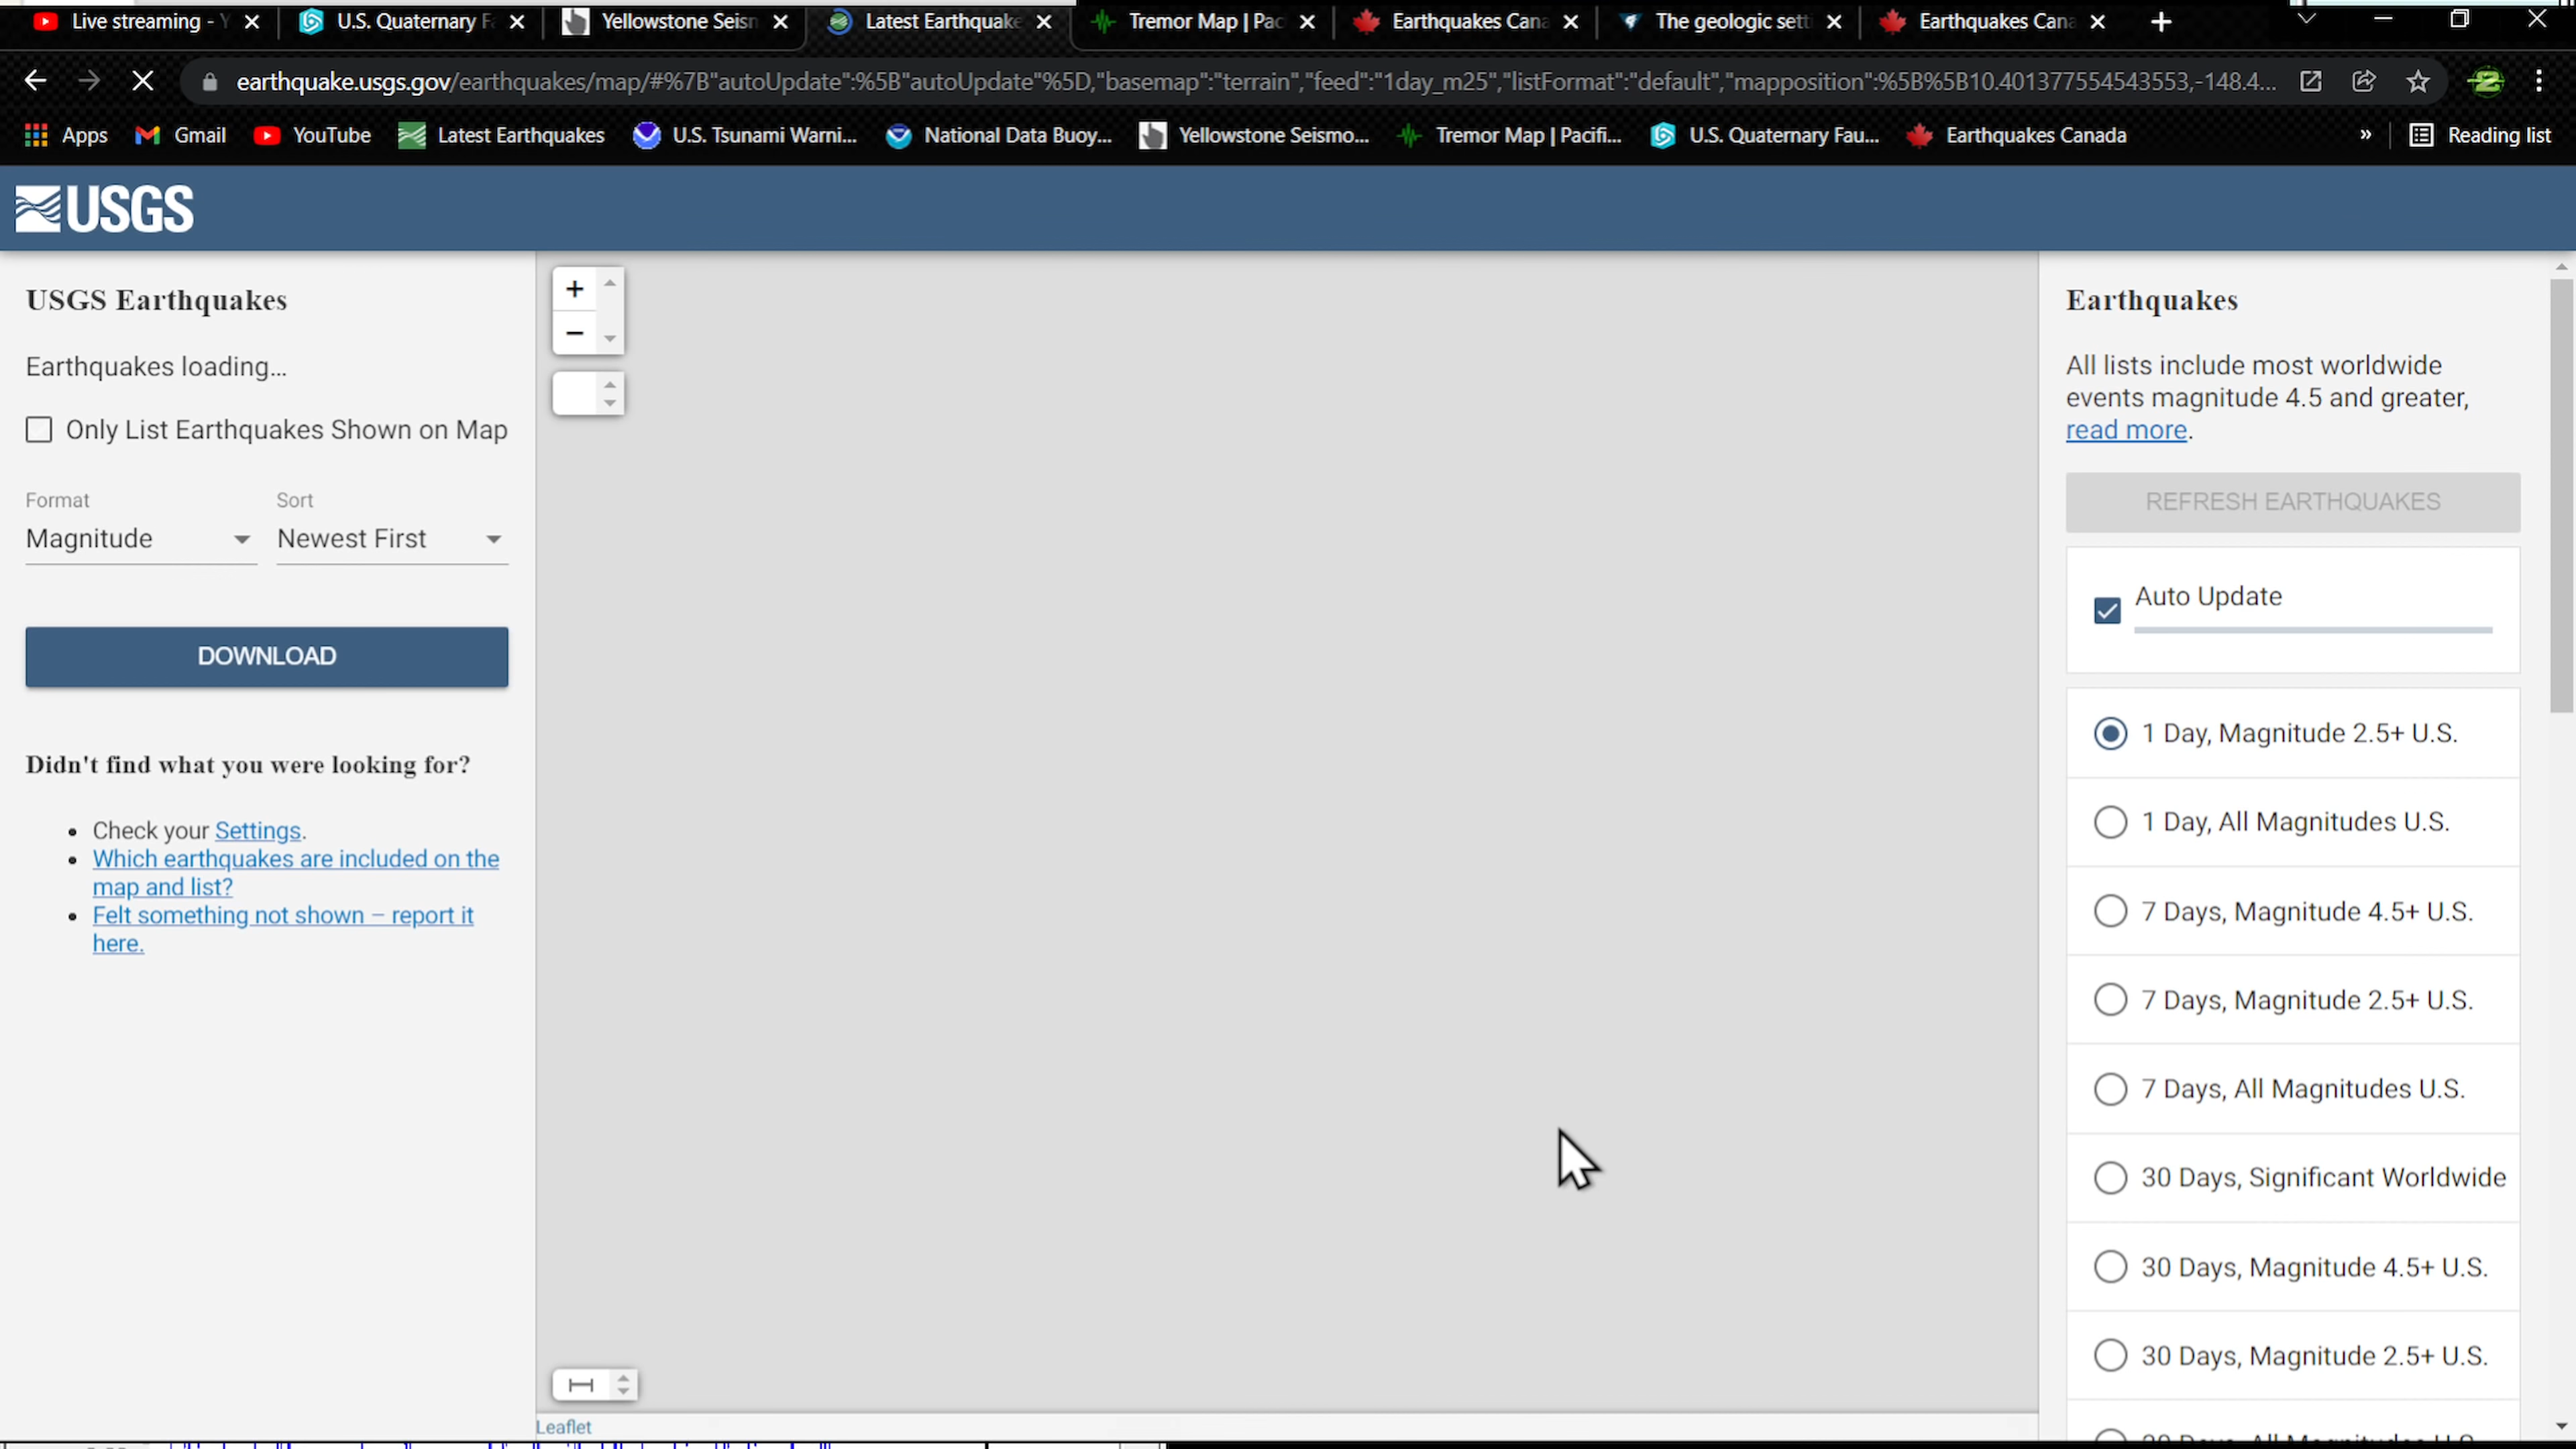 Live streaming - Y
U.S. Quaternary Fa
Yellowstone Seism
Latest Earthquake
Tremor Map | Pac
Earthquakes Cana
The geologic setti
Earthquakes Cana
earthquake.usgs.gov/earthquakes/map/#%7B"autoUpdate":%5B"autoUpdate"%5D,"basemap":"terrain","feed":"1day_m25","listFormat":"default","mapposition":%5B%5B10.401377554543553,-148.4...
Apps
Gmail
YouTube
Latest Earthquakes
U.S. Tsunami Warni...
National Data Buoy...
Yellowstone Seismo...
Tremor Map | Pacifi...
U.S. Quaternary Fau...
Earthquakes Canada
»
Reading list
USGS
USGS Earthquakes
Earthquakes loading...
Only List Earthquakes Shown on Map
Format
Sort
Magnitude
Newest First
DOWNLOAD
Didn't find what you were looking for?
Check your Settings.
Which earthquakes are included on the
map and list?
Felt something not shown – report it
here.
+
−
Leaflet
Earthquakes
All lists include most worldwide
events magnitude 4.5 and greater,
read more.
REFRESH EARTHQUAKES
Auto Update
1 Day, Magnitude 2.5+ U.S.
1 Day, All Magnitudes U.S.
7 Days, Magnitude 4.5+ U.S.
7 Days, Magnitude 2.5+ U.S.
7 Days, All Magnitudes U.S.
30 Days, Significant Worldwide
30 Days, Magnitude 4.5+ U.S.
30 Days, Magnitude 2.5+ U.S.
30 Days, All Magnitudes U.S.